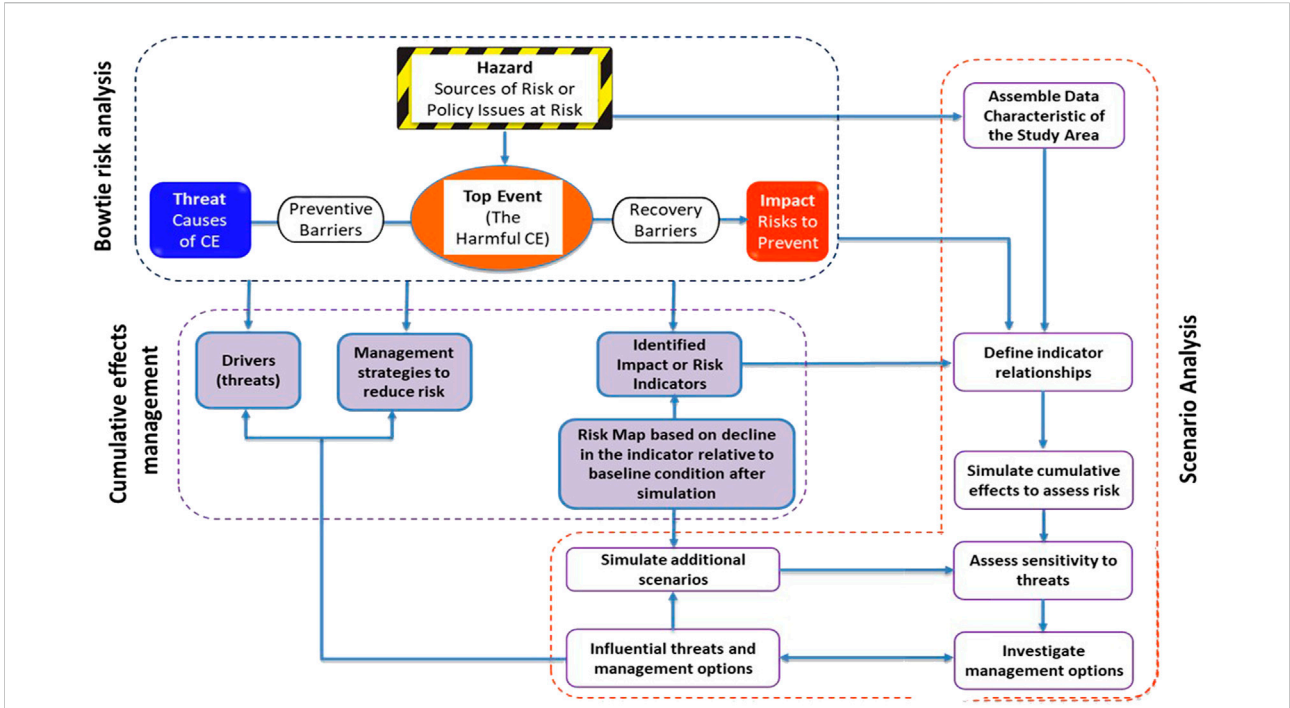 Bowtie risk analysis
Hazard
Sources of Risk or
Policy Issues at Risk
Threat
Causes
of CE
Preventive
Barriers
Top Event
(The
Harmful CE)
Recovery
Barriers
Impact
Risks to
Prevent
Cumulative effects
management
Drivers
(threats)
Management
strategies to
reduce risk
Identified
Impact or Risk
Indicators
Risk Map based on decline
in the indicator relative to
baseline condition after
simulation
Scenario Analysis
Assemble Data
Characteristic of
the Study Area
Define indicator
relationships
Simulate cumulative
effects to assess risk
Simulate additional
scenarios
Assess sensitivity to
threats
Influential threats and
management options
Investigate
management options